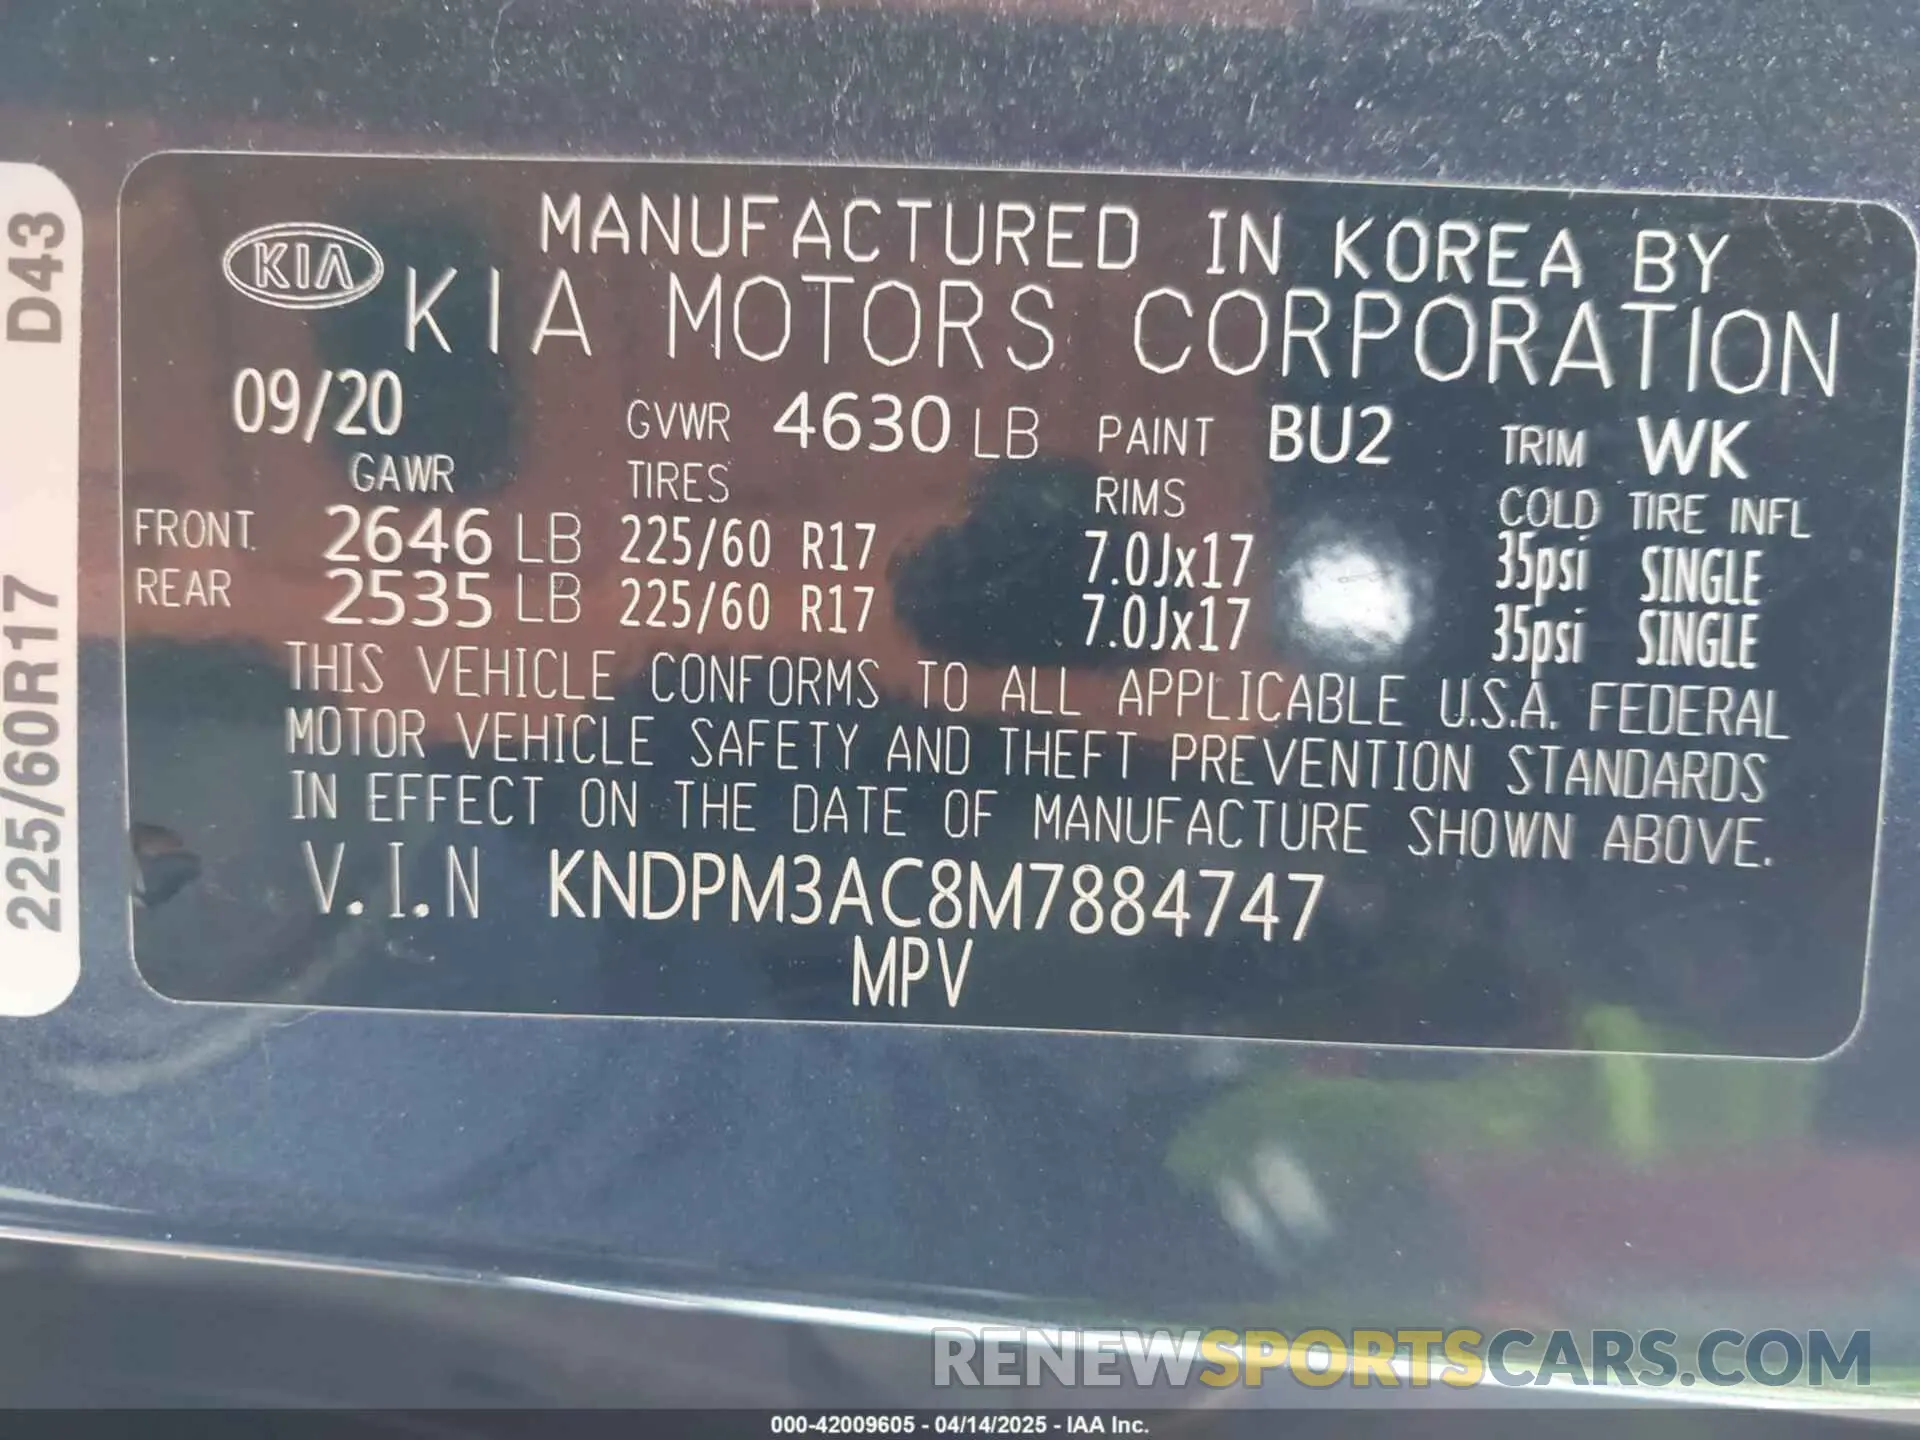 D43
225/60R17
KIA
MANUFACTURED IN KOREA BY
KIA MOTORS CORPORATION
09/20 GVWR 4630 LB PAINT BU2 TRIM WK
GAWR TIRES RIMS COLD TIRE INFL
FRONT 2646 LB 225/60 R17 7.0Jx17 35psi SINGLE
REAR 2535 LB 225/60 R17 7.0Jx17 35psi SINGLE
THIS VEHICLE CONFORMS TO ALL APPLICABLE U.S.A. FEDERAL
MOTOR VEHICLE SAFETY AND THEFT PREVENTION STANDARDS
IN EFFECT ON THE DATE OF MANUFACTURE SHOWN ABOVE.
V.I.N KNDPM3AC8M7884747
MPV
RENEWSPORTSCARS.COM
000-42009605 - 04/14/2025 - IAA Inc.